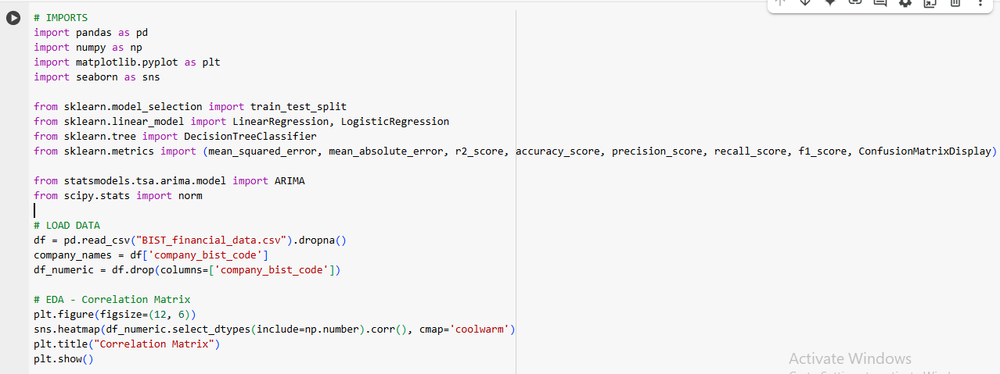 # IMPORTS
import pandas as pd
import numpy as np
import matplotlib.pyplot as plt
import seaborn as sns
from sklearn.model_selection import train_test_split
from sklearn.linear_model import LinearRegression, LogisticRegression
from sklearn.tree import DecisionTreeClassifier
from sklearn.metrics import (mean_squared_error, mean_absolute_error, r2_score, accuracy_score, precision_score, recall_score, f1_score, ConfusionMatrixDisplay)
from statsmodels.tsa.arima.model import ARIMA
from scipy.stats import norm
# LOAD DATA
df = pd.read_csv("BIST_financial_data.csv").dropna()
company_names = df['company_bist_code']
df_numeric = df.drop(columns=['company_bist_code'])
# EDA - Correlation Matrix
plt.figure(figsize=(12, 6))
sns.heatmap(df_numeric.select_dtypes(include=np.number).corr(), cmap='coolwarm')
plt.title("Correlation Matrix")
plt.show()
Activate Windows